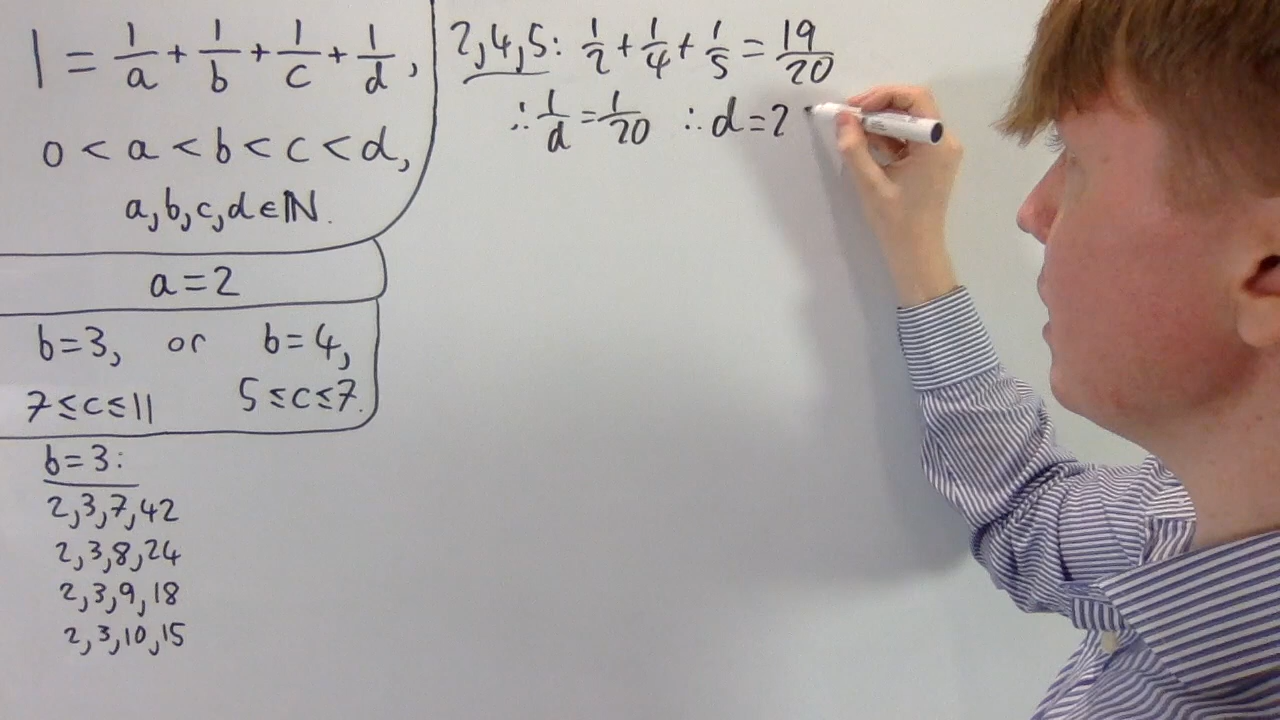 1 = 1/a + 1/b + 1/c + 1/d,
0 < a < b < c < d,
a, b, c, d ∈ ℕ.
a = 2
b = 3, or b = 4,
7 ≤ c ≤ 11 5 ≤ c ≤ 7.
b = 3:
2, 3, 7, 42
2, 3, 8, 24
2, 3, 9, 18
2, 3, 10, 15
2, 4, 5: 1/2 + 1/4 + 1/5 = 19/20
∴ 1/d = 1/20 ∴ d = 2